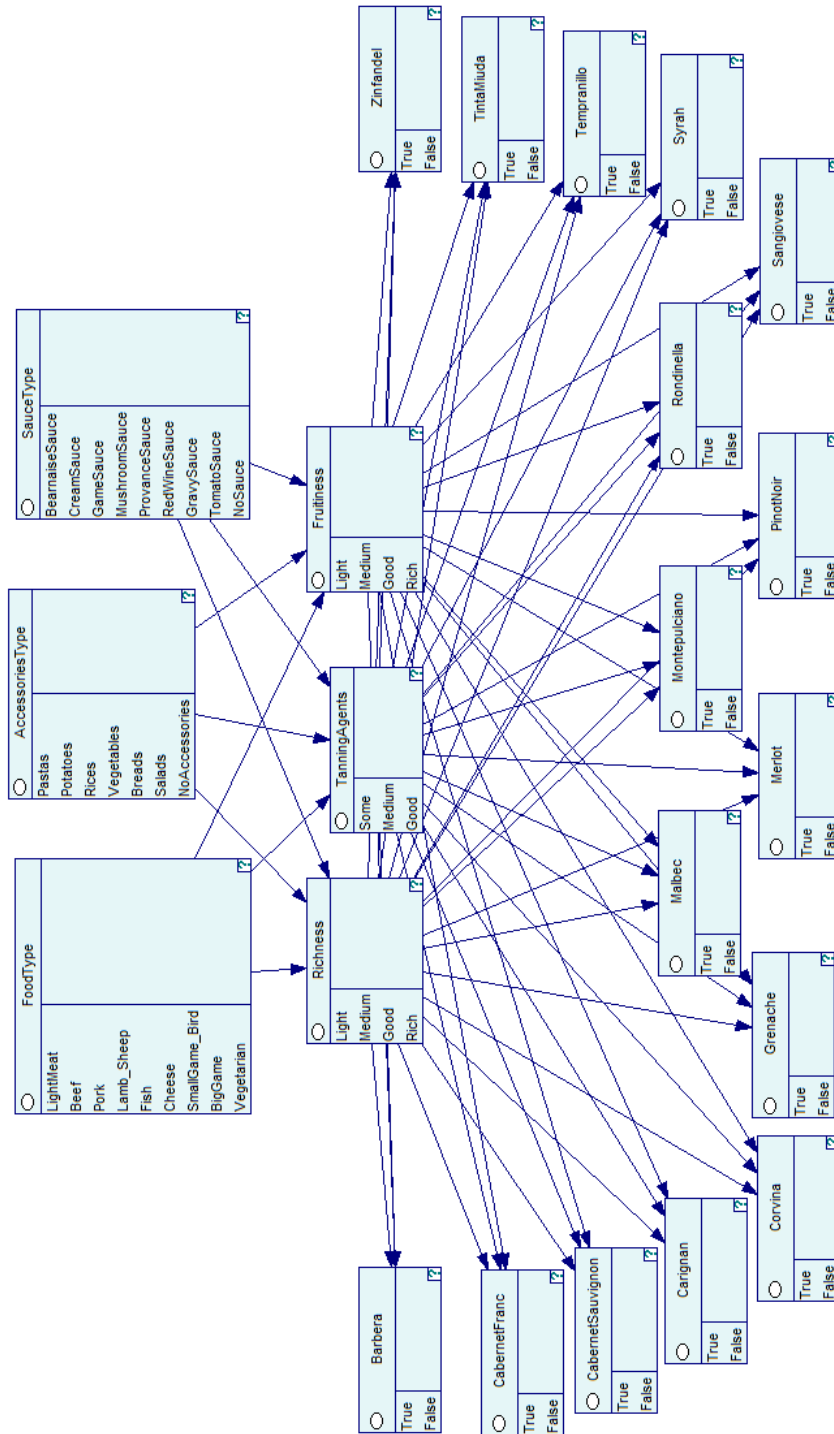 FoodType
LightMeat
Beef
Pork
Lamb_Sheep
Fish
Cheese
SmallGame_Bird
BigGame
Vegetarian
?
AccessoriesType
Pastas
Potatoes
Rices
Vegetables
Breads
Salads
NoAccessories
?
SauceType
BearnaiseSauce
CreamSauce
GameSauce
MushroomSauce
ProvanceSauce
RedWineSauce
GravySauce
TomatoSauce
NoSauce
?
Richness
Light
Medium
Good
Rich
?
TanningAgents
Some
Medium
Good
?
Fruitiness
Light
Medium
Good
Rich
?
Barbera
True
False
?
Zinfandel
True
False
?
CabernetFranc
True
False
?
TintaMiuda
True
False
?
CabernetSauvignon
True
False
?
Tempranillo
True
False
?
Carignan
True
False
?
Malbec
True
False
?
Montepulciano
True
False
?
Rondinella
True
False
?
Syrah
True
False
?
Corvina
True
False
?
Grenache
True
False
?
Merlot
True
False
?
PinotNoir
True
False
?
Sangiovese
True
False
?